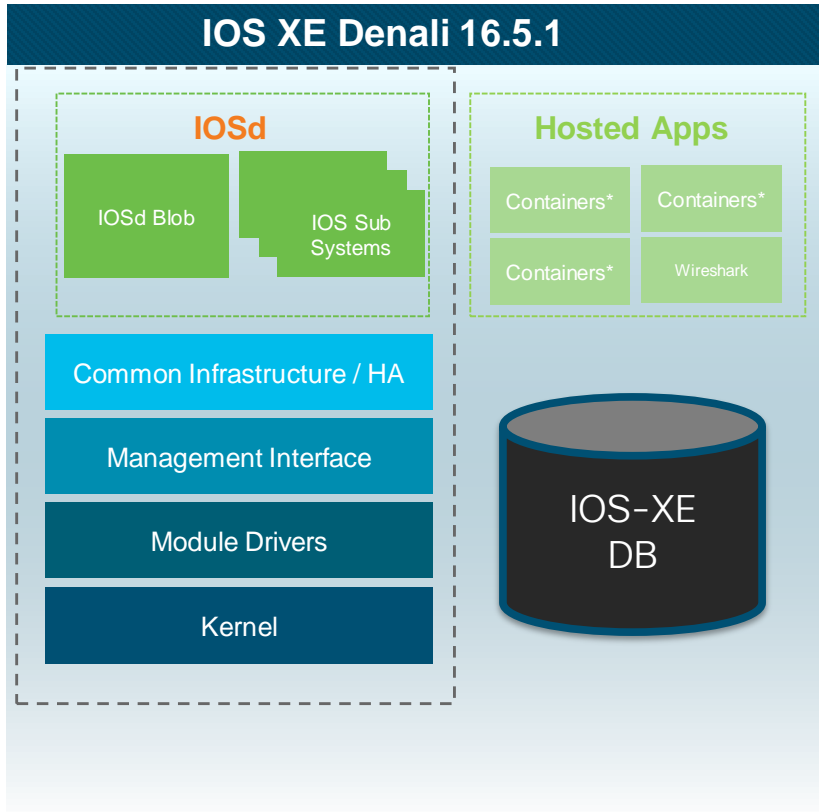 IOS XE Denali 16.5.1
IOSd
IOSd Blob
IOS Sub
Systems
Hosted Apps
Containers*
Containers*
Containers*
Wireshark
Common Infrastructure / HA
Management Interface
Module Drivers
Kernel
IOS-XE
DB